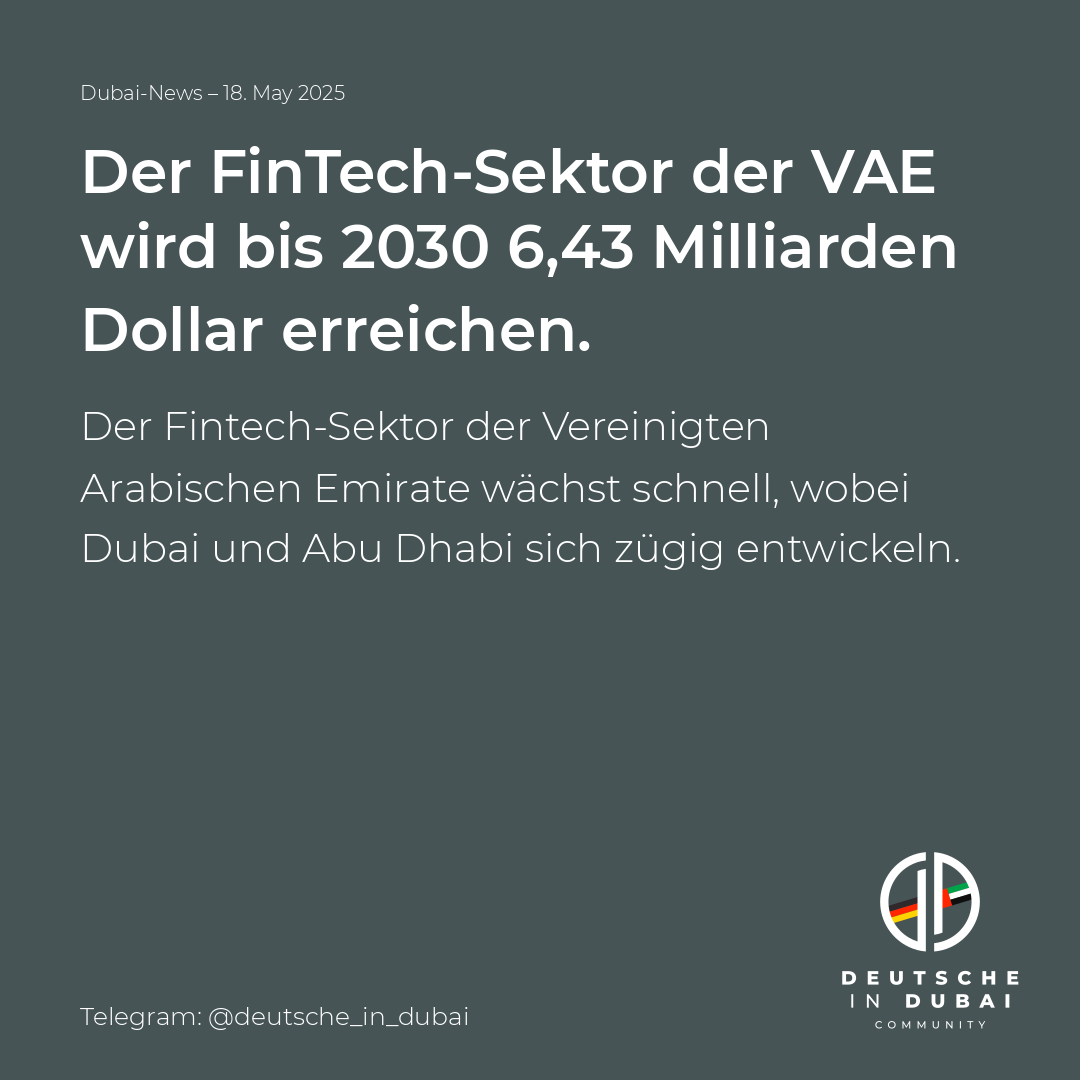 Dubai-News – 18. May 2025
Der FinTech-Sektor der VAE
wird bis 2030 6,43 Milliarden
Dollar erreichen.
Der Fintech-Sektor der Vereinigten
Arabischen Emirate wächst schnell, wobei
Dubai und Abu Dhabi sich zügig entwickeln.
DEUTSCHE
IN DUBAI
COMMUNITY
Telegram: @deutsche_in_dubai